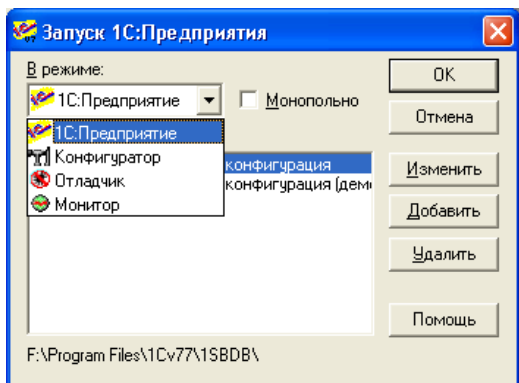 Запуск 1С:Предприятия
В режиме:
1С:Предприятие
Монопольно
1С:Предприятие
Конфигуратор
Отладчик
Монитор
конфигурация
конфигурация (дем
OK
Отмена
Изменить
Добавить
Удалить
Помощь
F:\Program Files\1Cv77\1SBDB\